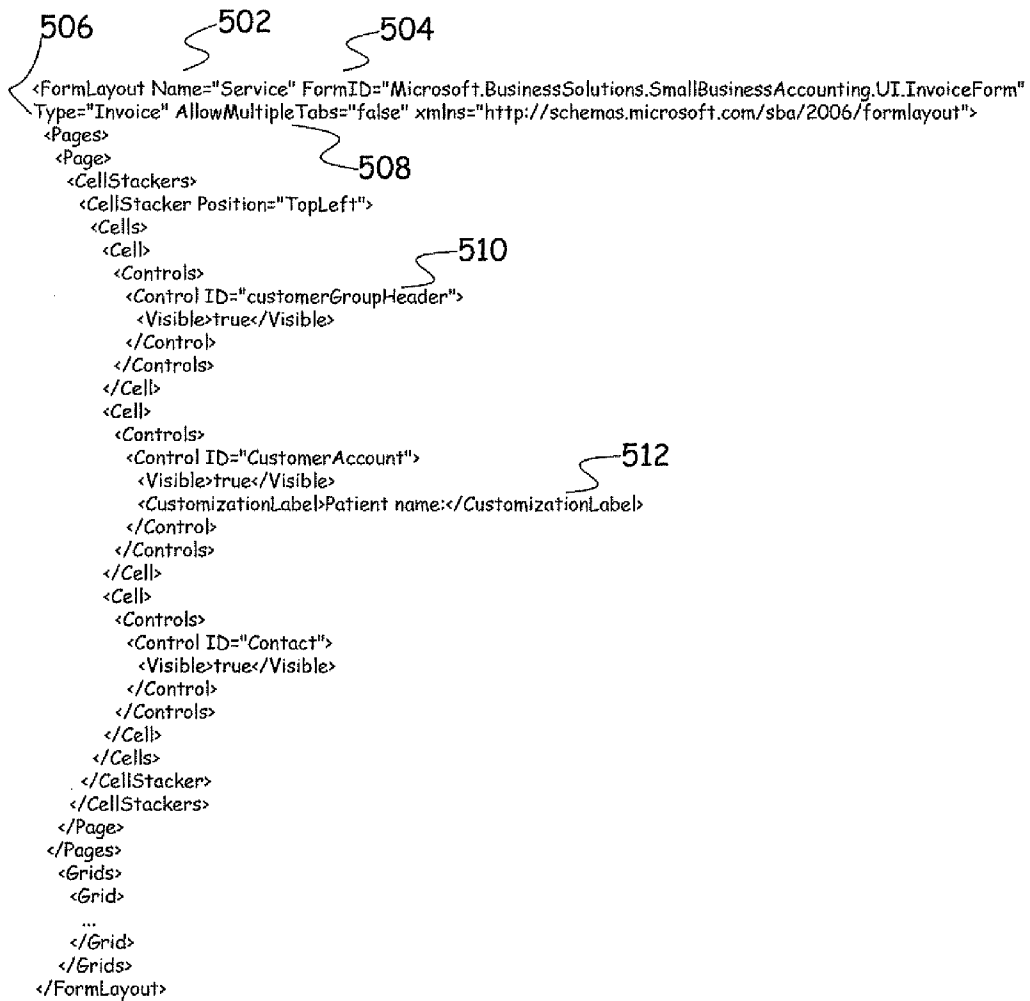 506 502 504
<FormLayout Name="Service" FormID="Microsoft.BusinessSolutions.SmallBusinessAccounting.UI.InvoiceForm"
Type="Invoice" AllowMultipleTabs="false" xmlns="http://schemas.microsoft.com/sba/2006/formlayout">
<Pages>
<Page>
508
<CellStackers>
<CellStacker Position="TopLeft">
<Cells>
<Cell>
510
<Controls>
<Control ID="customerGroupHeader">
<Visible>true</Visible>
</Control>
</Controls>
</Cell>
<Cell>
<Controls>
<Control ID="CustomerAccount">
512
<Visible>true</Visible>
<CustomizationLabel>Patient name:</CustomizationLabel>
</Control>
</Controls>
</Cell>
<Cell>
<Controls>
<Control ID="Contact">
<Visible>true</Visible>
</Control>
</Controls>
</Cell>
</Cells>
</CellStacker>
</CellStackers>
</Page>
</Pages>
<Grids>
<Grid>
...
</Grid>
</Grids>
</FormLayout>